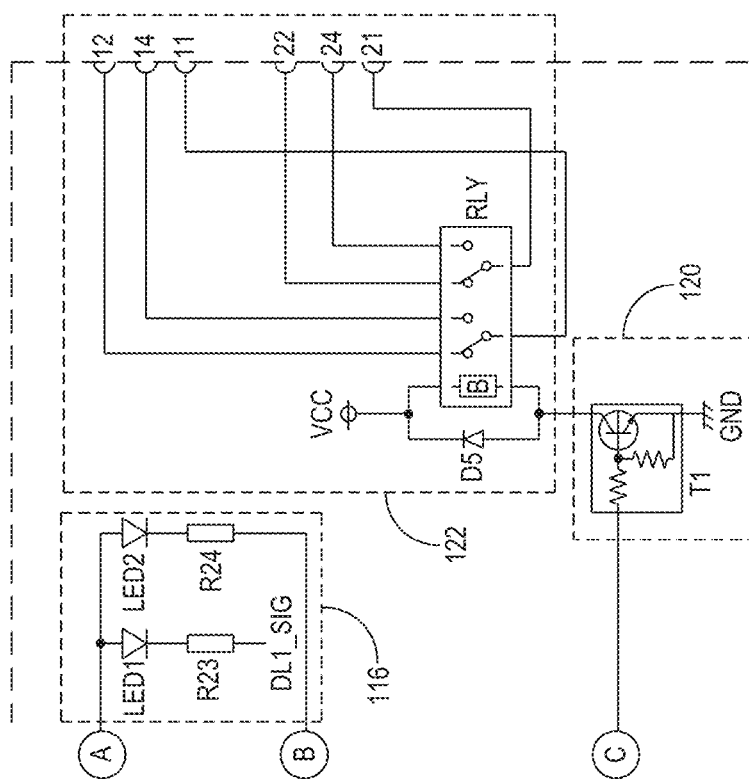 12
14
11
22
24
21
RLY
B
VCC
D5
122
120
T1
GND
LED1
LED2
R23
R24
DL1_SIG
116
A
B
C